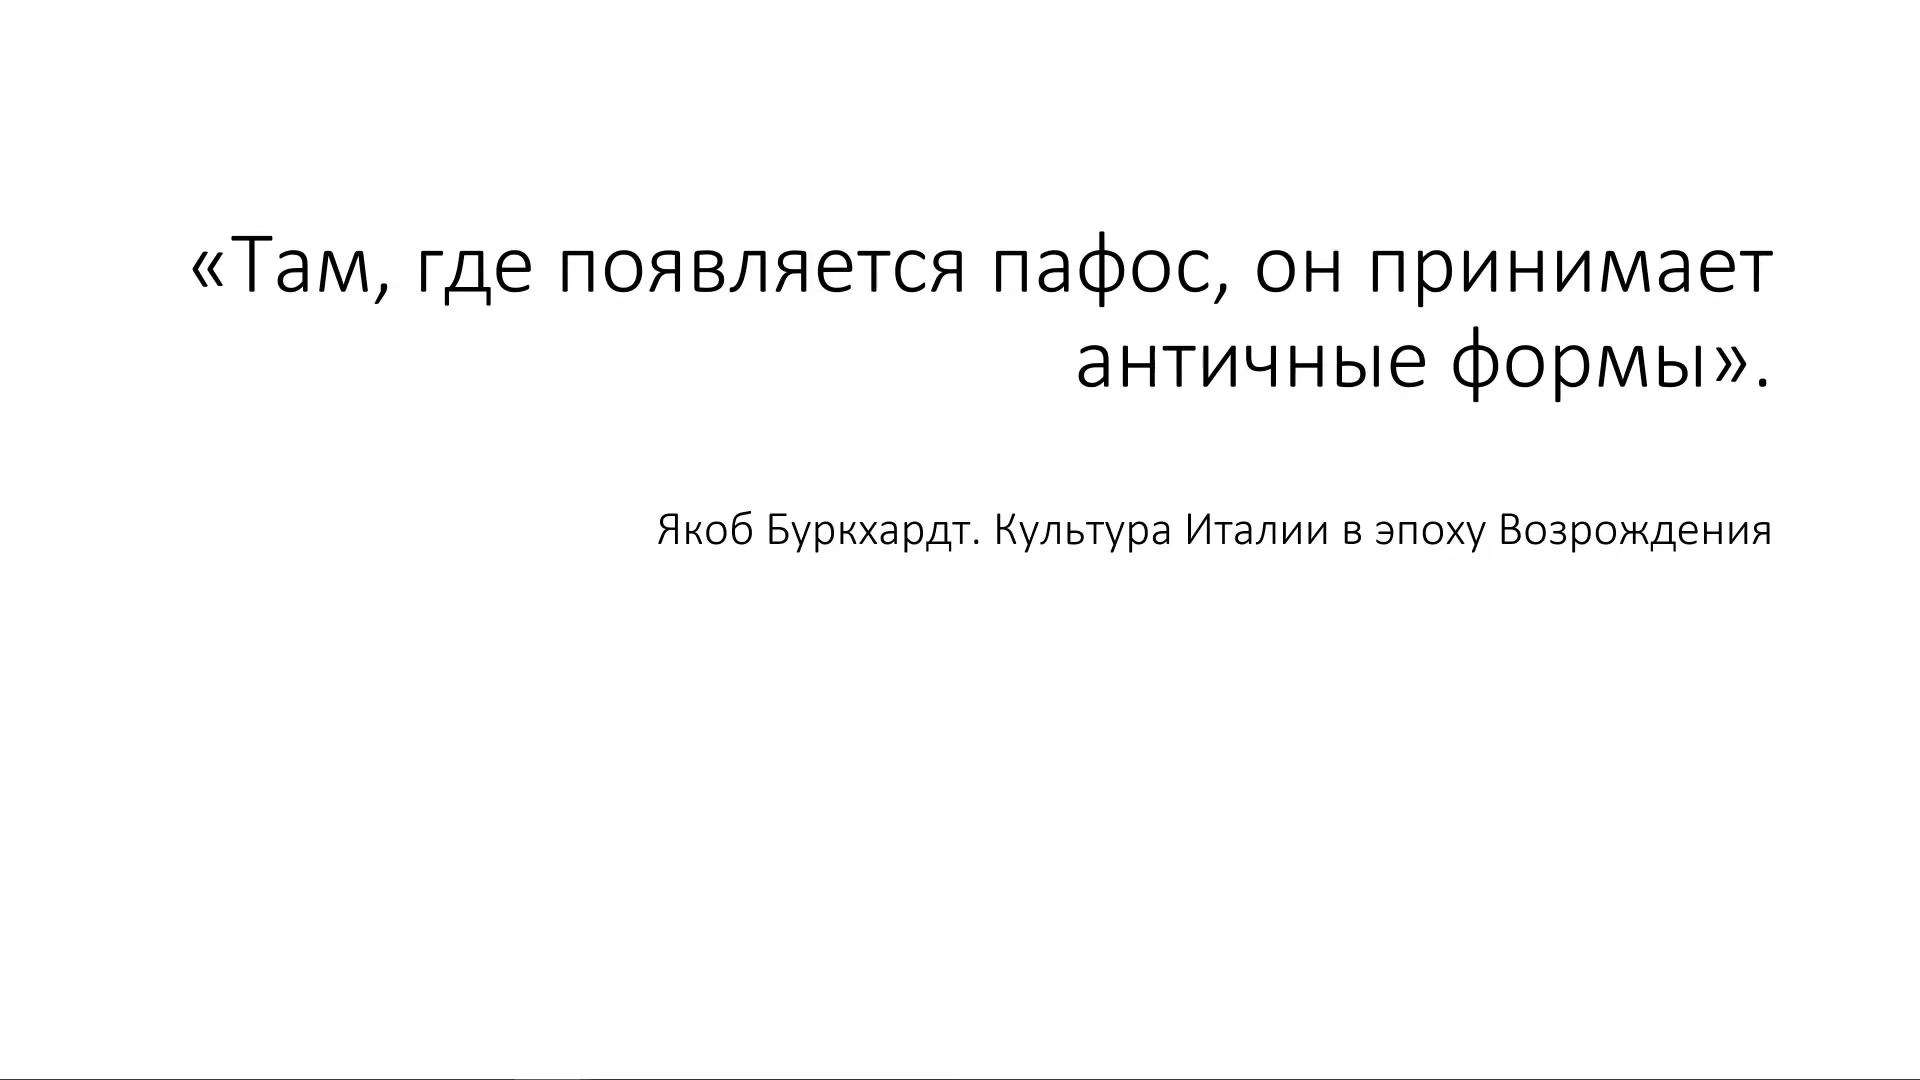 «Там, где появляется пафос, он принимает
античные формы».
Якоб Буркхардт. Культура Италии в эпоху Возрождения